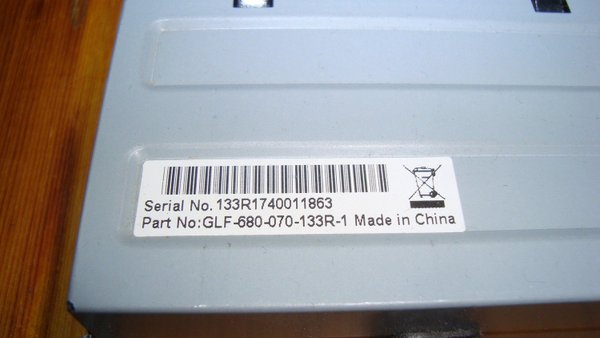 Serial No. 133R1740011863
Part No:GLF-680-070-133R-1 Made in China